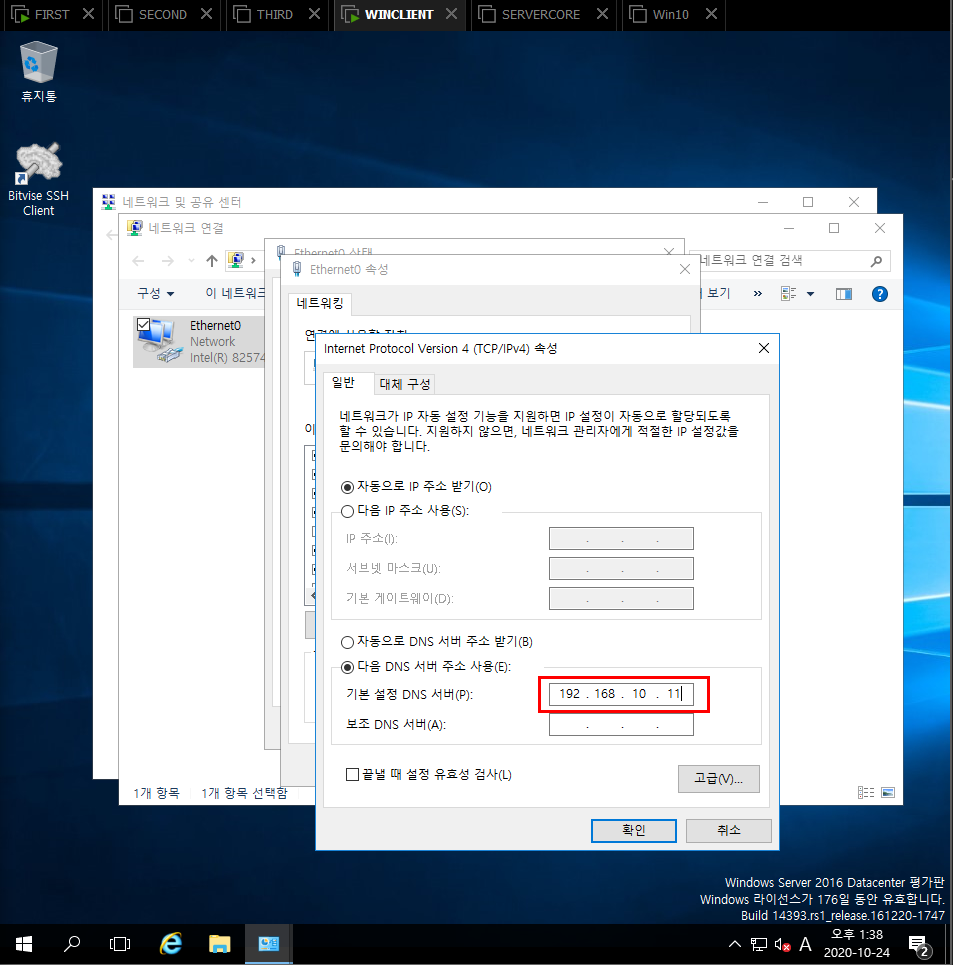 FIRST
SECOND
THIRD
WINCLIENT
SERVERCORE
Win10
휴지통
Bitvise SSH
Client
네트워크 및 공유 센터
네트워크 연결
Ethernet0 상태
네트워크 연결 검색
Ethernet0 속성
구성
이 네트워크
보기
네트워킹
Ethernet0
Network
Intel(R) 82574
Internet Protocol Version 4 (TCP/IPv4) 속성
일반
대체 구성
네트워크가 IP 자동 설정 기능을 지원하면 IP 설정이 자동으로 할당되도록
할 수 있습니다. 지원하지 않으면, 네트워크 관리자에게 적절한 IP 설정값을
문의해야 합니다.
자동으로 IP 주소 받기(O)
다음 IP 주소 사용(S):
IP 주소(I):
서브넷 마스크(U):
기본 게이트웨이(D):
자동으로 DNS 서버 주소 받기(B)
다음 DNS 서버 주소 사용(E):
기본 설정 DNS 서버(P):
192 . 168 . 10 . 11
보조 DNS 서버(A):
끝낼 때 설정 유효성 검사(L)
고급(V)...
확인
취소
1개 항목
1개 항목 선택함
Windows Server 2016 Datacenter 평가판
Windows 라이선스가 176일 동안 유효합니다.
Build 14393.rs1_release.161220-1747
A
오후 1:38
2020-10-24
2